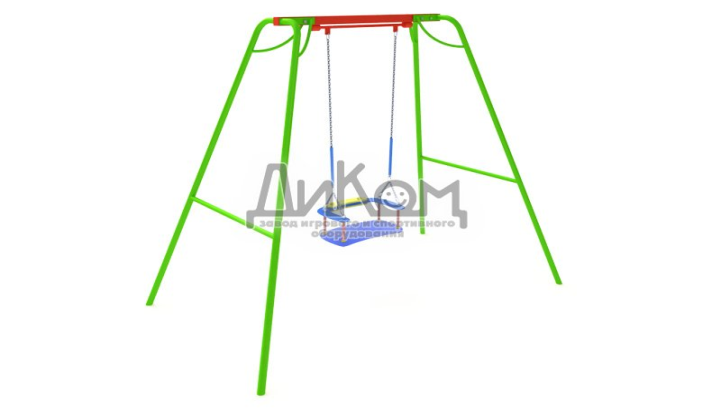 ДиКом
завод игрового и спортивного
оборудования